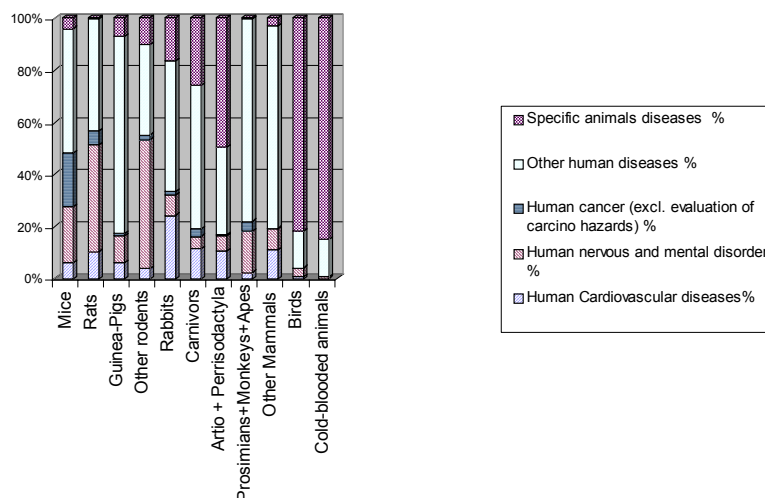 100%
80%
60%
40%
20%
0%
Mice
Rats
Guinea-Pigs
Other rodents
Rabbits
Carnivors
Artio + Perrisodactyla
Prosimians+Monkeys+Apes
Other Mammals
Birds
Cold-blooded animals
Specific animals diseases %
Other human diseases %
Human cancer (excl. evaluation of
carcino hazards) %
Human nervous and mental disorder
%
Human Cardiovascular diseases%